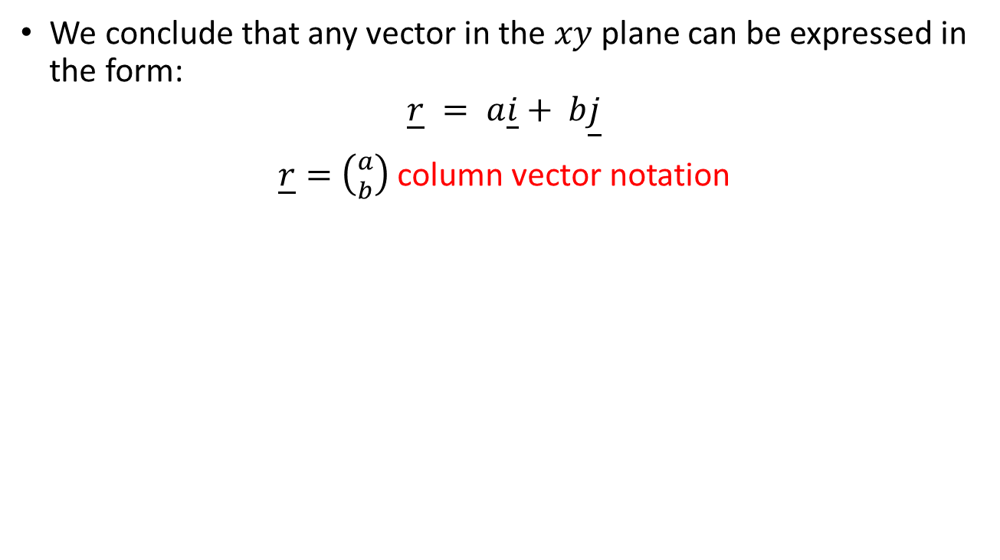 • We conclude that any vector in the 𝑥𝑦 plane can be expressed in
the form:
r̲ = ai̲ + bj̲
r̲ = (a b) column vector notation